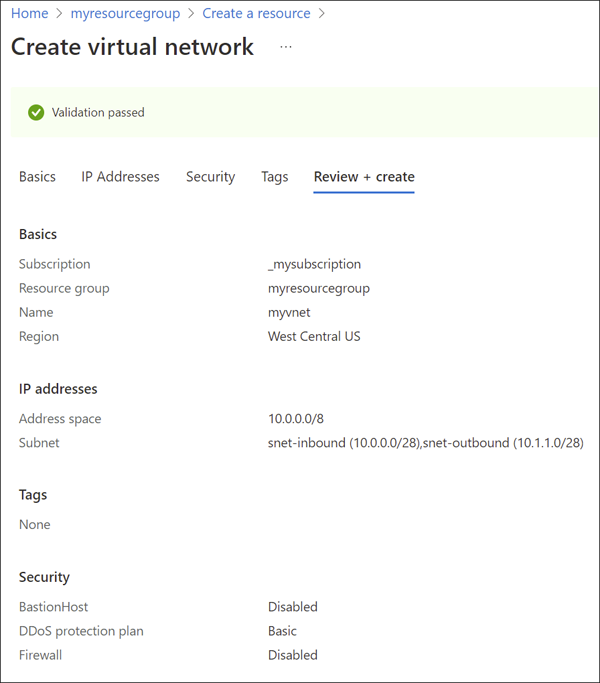 Home > myresourcegroup > Create a resource >
Create virtual network ...
Validation passed
Basics IP Addresses Security Tags Review + create
Basics
Subscription _mysubscription
Resource group myresourcegroup
Name myvnet
Region West Central US
IP addresses
Address space 10.0.0.0/8
Subnet snet-inbound (10.0.0.0/28),snet-outbound (10.1.1.0/28)
Tags
None
Security
BastionHost Disabled
DDoS protection plan Basic
Firewall Disabled